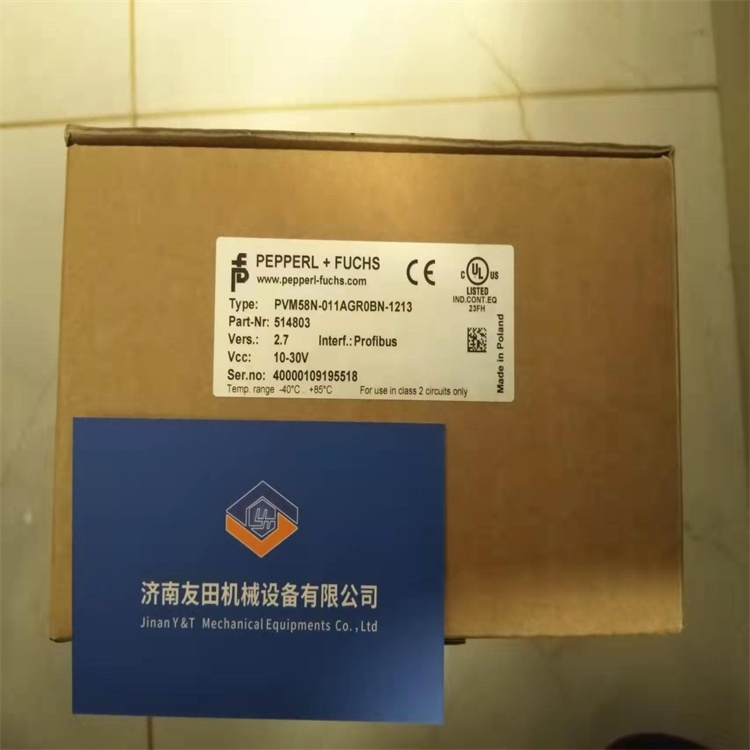 PEPPERL + FUCHS
www.pepperl-fuchs.com
CE
C UL US
LISTED
IND.CONT.EQ
23FH
Type: PVM58N-011AGR0BN-1213
Part-Nr: 514803
Vers.: 2.7 Interf.: Profibus
Vcc: 10-30V
Ser.no: 40000109195518
Temp. range -40°C . +85°C For use in class 2 circuits only
Made in Poland
济南友田机械设备有限公司
Jinan Y&T Mechanical Equipments Co.,Ltd